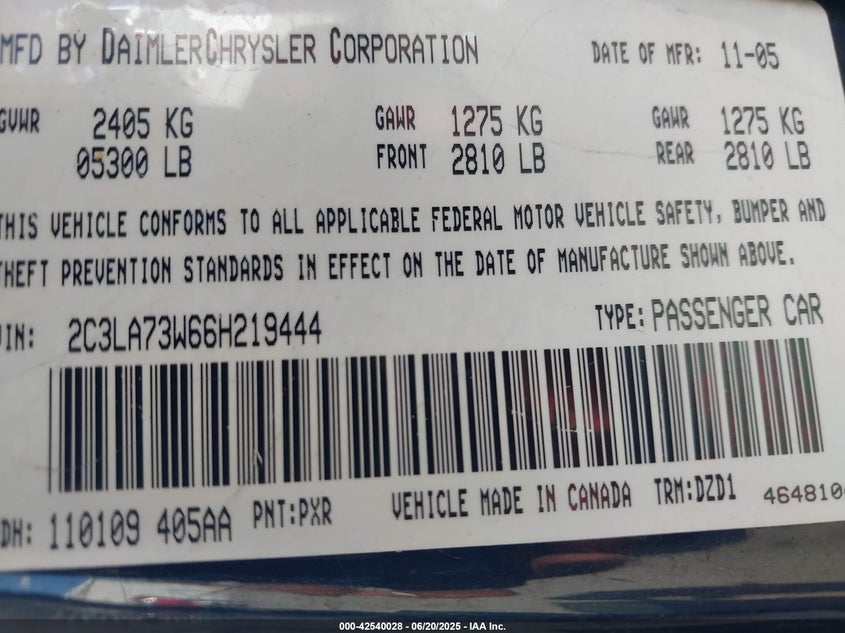 MFD BY DAIMLERCHRYSLER CORPORATION DATE OF MFR: 11-05
GVWR 2405 KG GAWR 1275 KG GAWR 1275 KG
05300 LB FRONT 2810 LB REAR 2810 LB
THIS VEHICLE CONFORMS TO ALL APPLICABLE FEDERAL MOTOR VEHICLE SAFETY, BUMPER AND
THEFT PREVENTION STANDARDS IN EFFECT ON THE DATE OF MANUFACTURE SHOWN ABOVE.
VIN: 2C3LA73W66H219444 TYPE: PASSENGER CAR
MDH: 110109 405AA PNT:PXR VEHICLE MADE IN CANADA TRM:DZD1 4648104
000-42540028 - 06/20/2025 - IAA Inc.